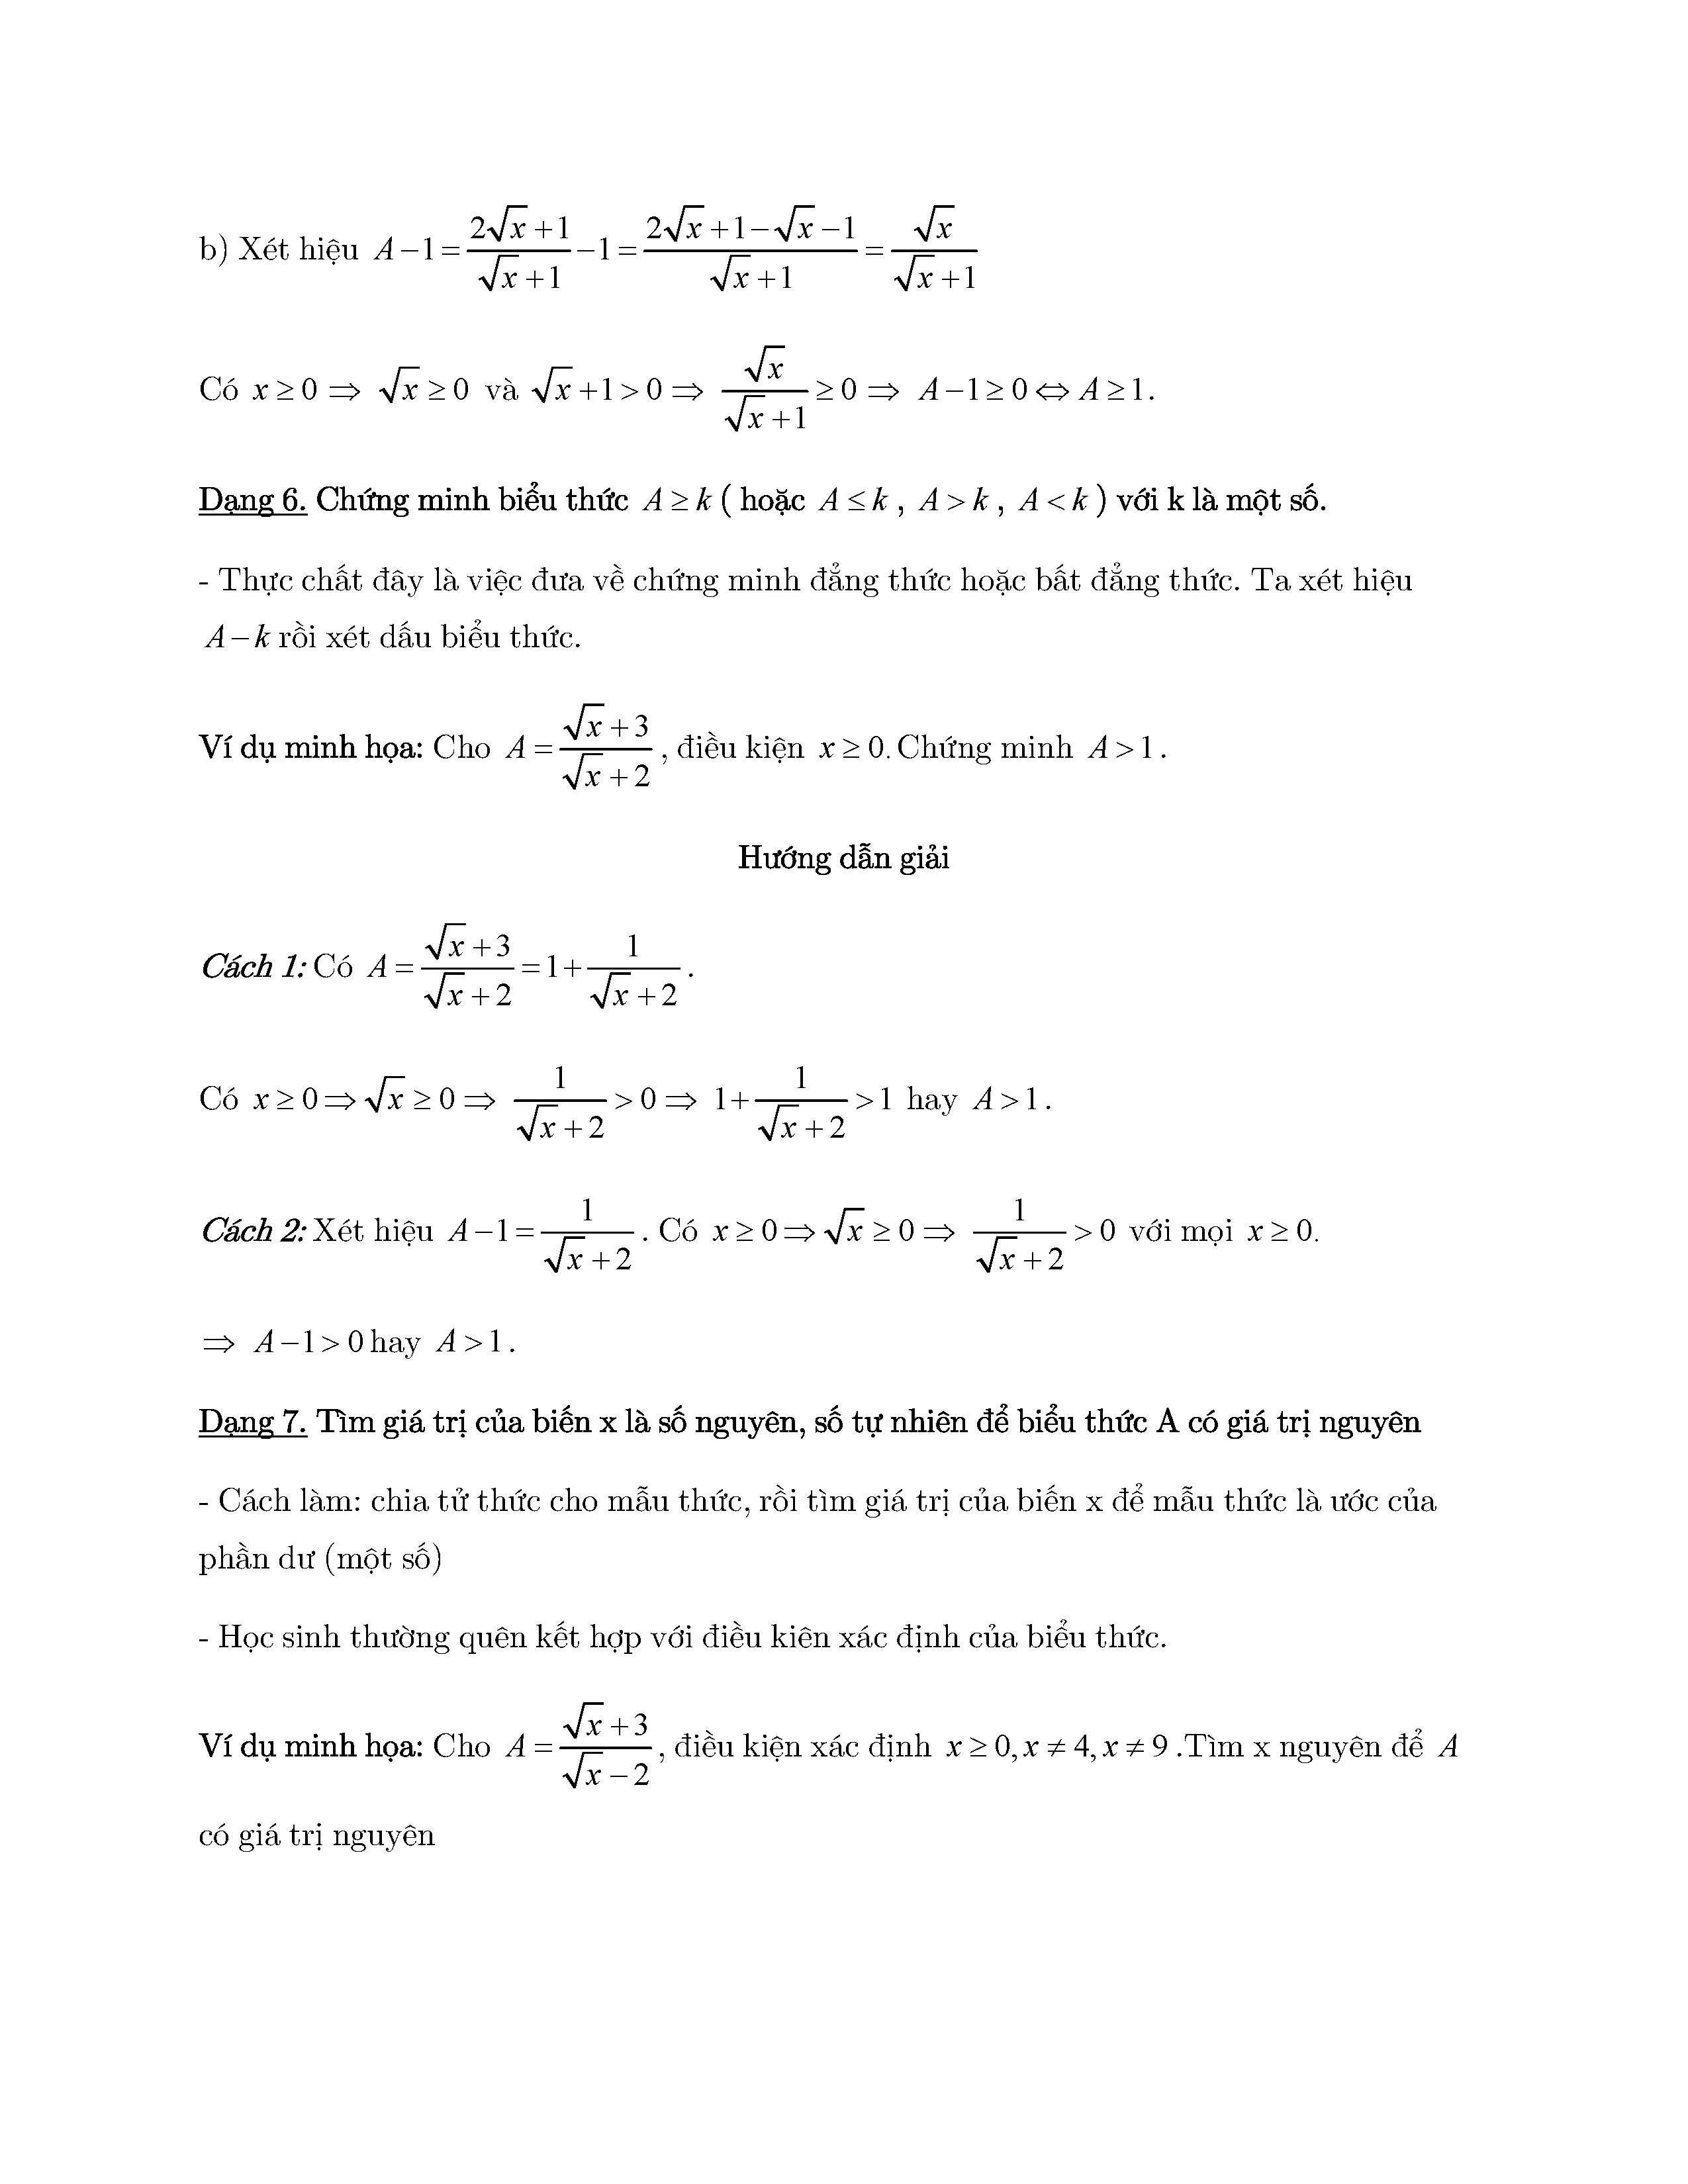 b) Xét hiệu $A-1=\frac{2\sqrt{x}+1}{\sqrt{x}+1}-1=\frac{2\sqrt{x}+1-\sqrt{x}-1}{\sqrt{x}+1}=\frac{\sqrt{x}}{\sqrt{x}+1}$
Có $x\geq 0\Rightarrow \sqrt{x}\geq 0$ và $\sqrt{x}+1>0\Rightarrow \frac{\sqrt{x}}{\sqrt{x}+1}\geq 0\Rightarrow A-1\geq 0\Leftrightarrow A\geq 1$.
Dạng 6. Chứng minh biểu thức $A\geq k$ ( hoặc $A\leq k$ , $A>k$ , $A<k$ ) với k là một số.
- Thực chất đây là việc đưa về chứng minh đẳng thức hoặc bất đẳng thức. Ta xét hiệu
$A-k$ rồi xét dấu biểu thức.
Ví dụ minh họa: Cho $A=\frac{\sqrt{x}+3}{\sqrt{x}+2}$, điều kiện $x\geq 0$. Chứng minh $A>1$.
Hướng dẫn giải
Cách 1: Có $A=\frac{\sqrt{x}+3}{\sqrt{x}+2}=1+\frac{1}{\sqrt{x}+2}$.
Có $x\geq 0\Rightarrow \sqrt{x}\geq 0\Rightarrow \frac{1}{\sqrt{x}+2}>0\Rightarrow 1+\frac{1}{\sqrt{x}+2}>1$ hay $A>1$.
Cách 2: Xét hiệu $A-1=\frac{1}{\sqrt{x}+2}$. Có $x\geq 0\Rightarrow \sqrt{x}\geq 0\Rightarrow \frac{1}{\sqrt{x}+2}>0$ với mọi $x\geq 0$.
$\Rightarrow A-1>0$ hay $A>1$.
Dạng 7. Tìm giá trị của biến x là số nguyên, số tự nhiên để biểu thức A có giá trị nguyên
- Cách làm: chia tử thức cho mẫu thức, rồi tìm giá trị của biến x để mẫu thức là ước của
phần dư (một số)
- Học sinh thường quên kết hợp với điều kiên xác định của biểu thức.
Ví dụ minh họa: Cho $A=\frac{\sqrt{x}+3}{\sqrt{x}-2}$, điều kiện xác định $x\geq 0, x\neq 4, x\neq 9$ .Tìm x nguyên để $A$
có giá trị nguyên